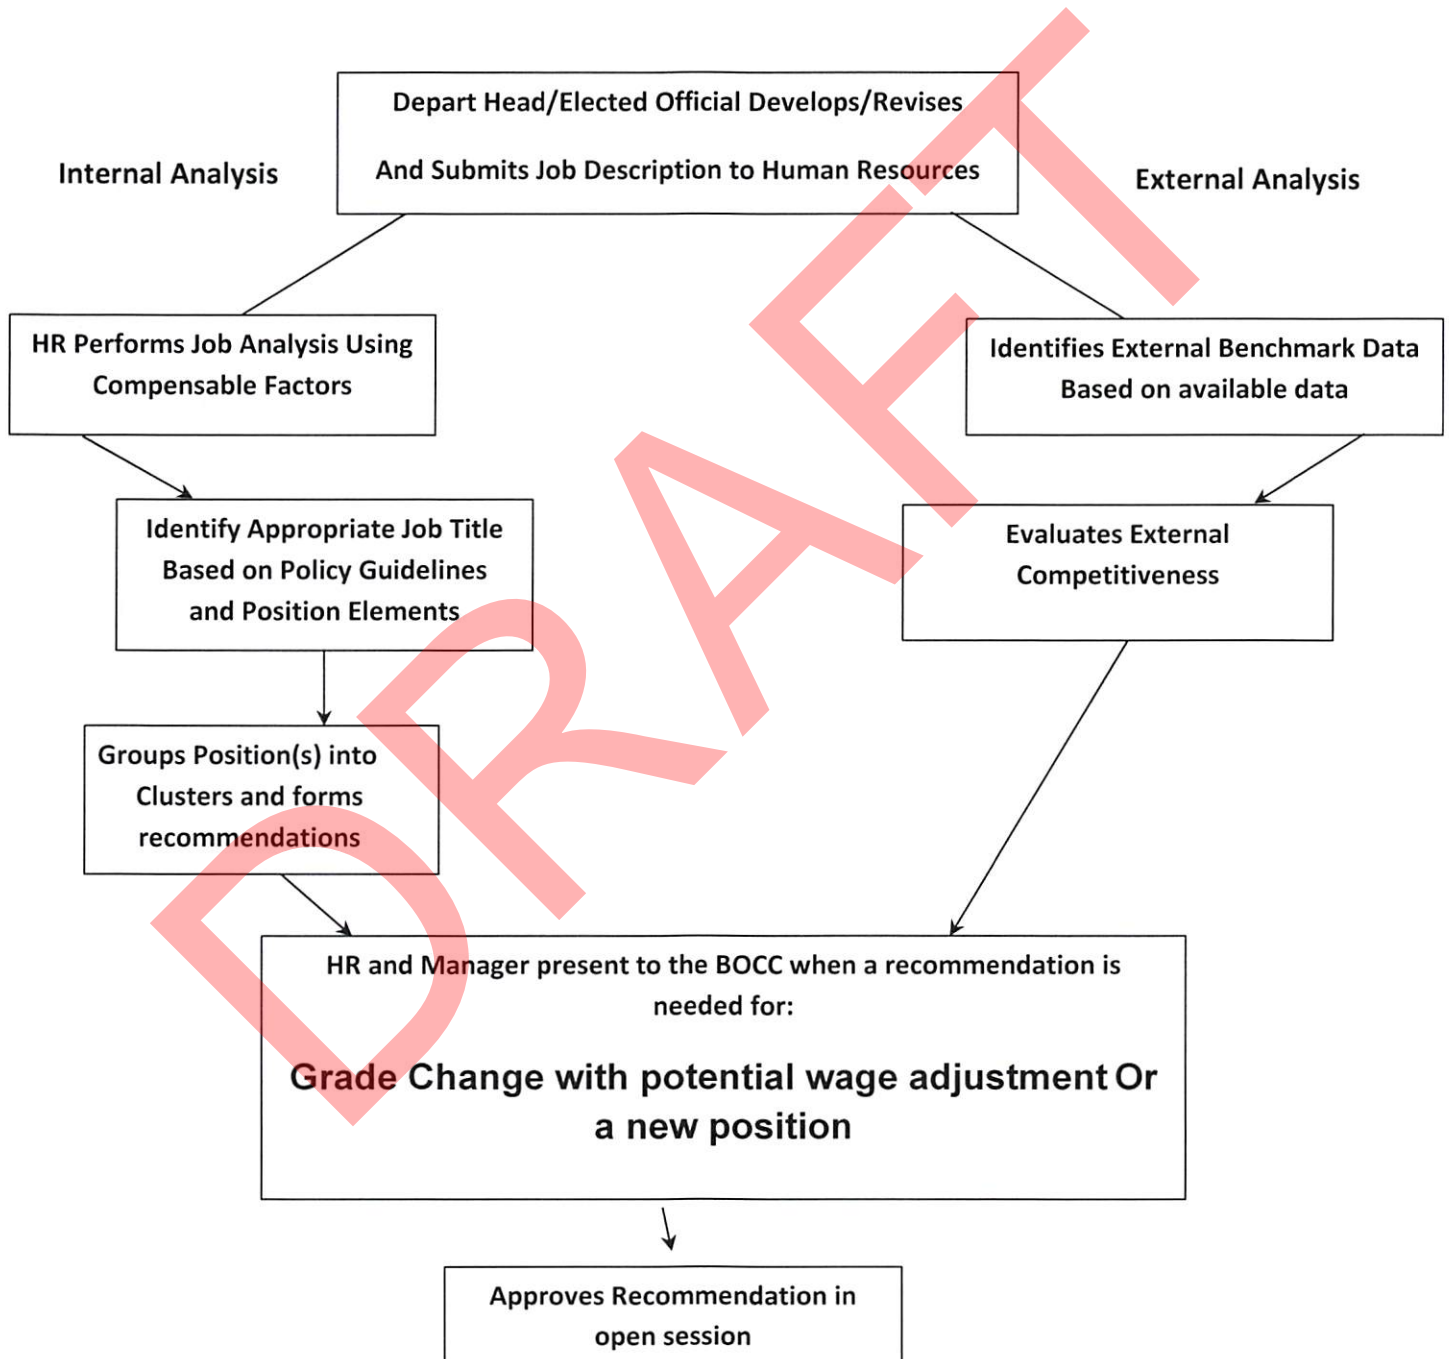 Depart Head/Elected Official Develops/Revises
And Submits Job Description to Human Resources
Internal Analysis
External Analysis
HR Performs Job Analysis Using
Compensable Factors
Identifies External Benchmark Data
Based on available data
Identify Appropriate Job Title
Based on Policy Guidelines
and Position Elements
Evaluates External
Competitiveness
Groups Position(s) into
Clusters and forms
recommendations
HR and Manager present to the BOCC when a recommendation is
needed for:
Grade Change with potential wage adjustment Or
a new position
Approves Recommendation in
open session
DRAFT